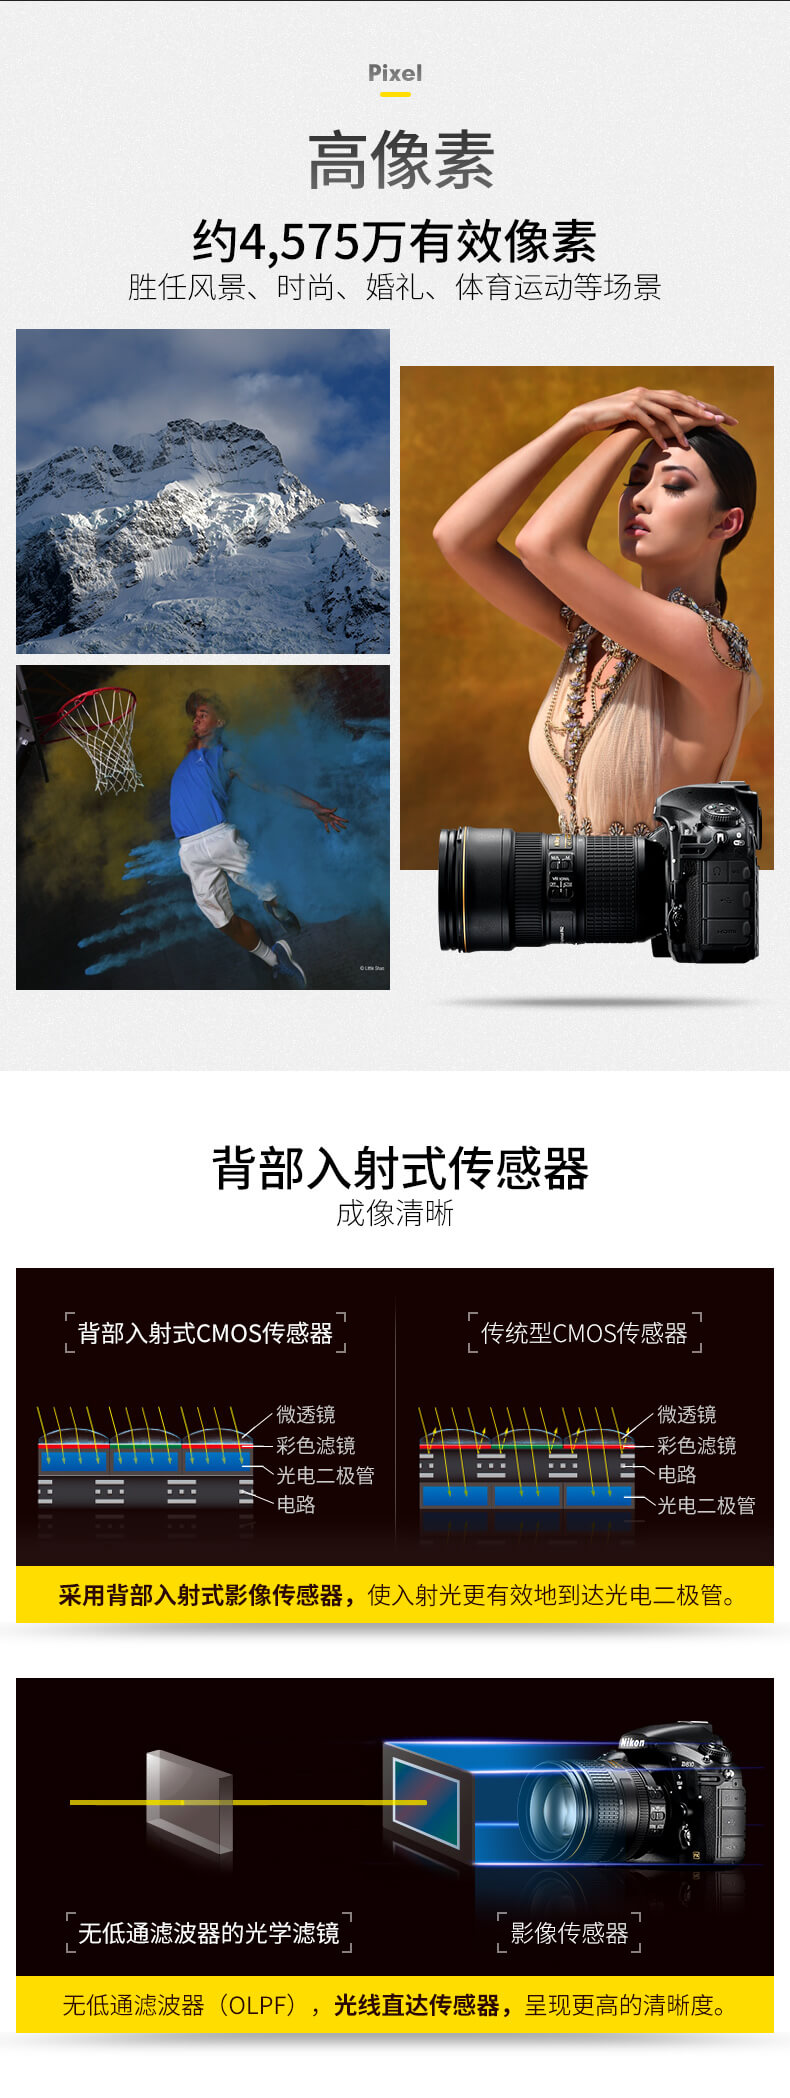 Pixel
高像素
约4,575万有效像素
胜任风景、时尚、婚礼、体育运动等场景
© Little Shao
HDMI
背部入射式传感器
成像清晰
背部入射式CMOS传感器
传统型CMOS传感器
微透镜
彩色滤镜
光电二极管
电路
微透镜
彩色滤镜
电路
光电二极管
采用背部入射式影像传感器，使入射光更有效地到达光电二极管。
Nikon
D810
无低通滤波器的光学滤镜
影像传感器
无低通滤波器（OLPF），光线直达传感器，呈现更高的清晰度。